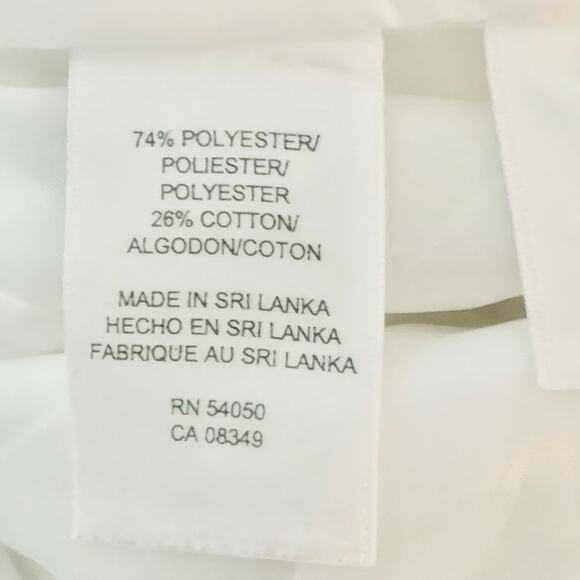 74% POLYESTER/
POLIESTER/
POLYESTER
26% COTTON/
ALGODON/COTON
MADE IN SRI LANKA
HECHO EN SRI LANKA
FABRIQUE AU SRI LANKA
RN 54050
CA 08349